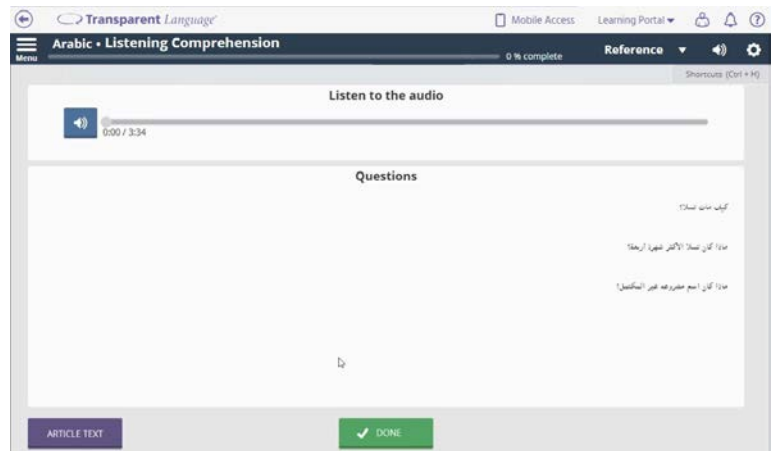 Transparent Language
Mobile Access
Learning Portal
Arabic • Listening Comprehension
0 % complete
Reference
Menu
Shortcuts (Ctrl + H)
Listen to the audio
0:00 / 3:34
Questions
كيف مات تسلا؟
ماذا كان تسلا الأكثر شهرة
ماذا كان اسم مشروعه غير المكتمل؟
ARTICLE TEXT
DONE